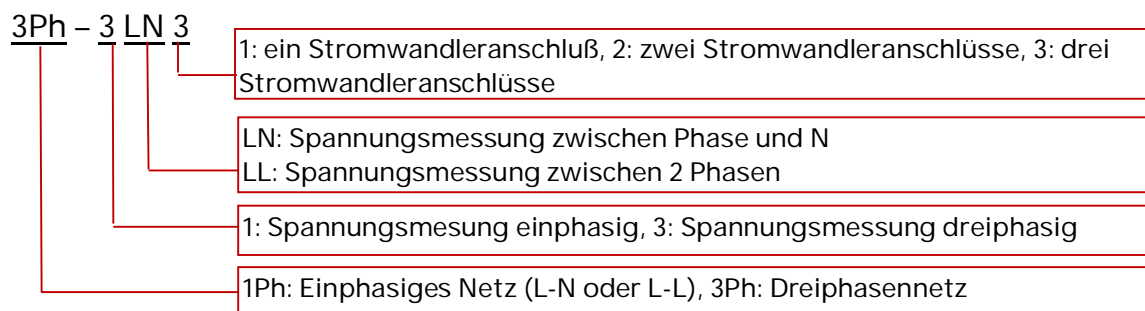 3Ph – 3 LN 3
1: ein Stromwandleranschluß, 2: zwei Stromwandleranschlüsse, 3: drei
Stromwandleranschlüsse
LN: Spannungsmessung zwischen Phase und N
LL: Spannungsmessung zwischen 2 Phasen
1: Spannungsmesung einphasig, 3: Spannungsmessung dreiphasig
1Ph: Einphasiges Netz (L-N oder L-L), 3Ph: Dreiphasennetz